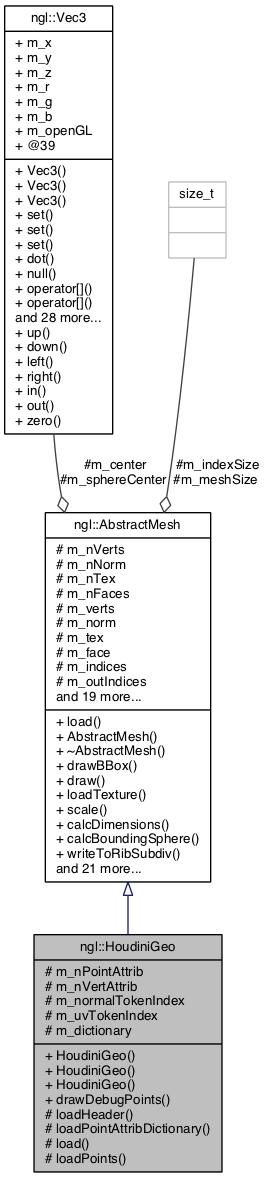 ngl::Vec3
+ m_x
+ m_y
+ m_z
+ m_r
+ m_g
+ m_b
+ m_openGL
+ @39
+ Vec3()
+ Vec3()
+ Vec3()
+ set()
+ set()
+ set()
+ dot()
+ null()
+ operator[]()
+ operator[]()
and 28 more...
+ up()
+ down()
+ left()
+ right()
+ in()
+ out()
+ zero()
size_t
#m_center
#m_sphereCenter
#m_indexSize
#m_meshSize
ngl::AbstractMesh
# m_nVerts
# m_nNorm
# m_nTex
# m_nFaces
# m_verts
# m_norm
# m_tex
# m_face
# m_indices
# m_outIndices
and 19 more...
+ load()
+ AbstractMesh()
+ ~AbstractMesh()
+ drawBBox()
+ draw()
+ loadTexture()
+ scale()
+ calcDimensions()
+ calcBoundingSphere()
+ writeToRibSubdiv()
and 21 more...
ngl::HoudiniGeo
# m_nPointAttrib
# m_nVertAttrib
# m_normalTokenIndex
# m_uvTokenIndex
# m_dictionary
+ HoudiniGeo()
+ HoudiniGeo()
+ HoudiniGeo()
+ drawDebugPoints()
# loadHeader()
# loadPointAttribDictionary()
# load()
# loadPoints()